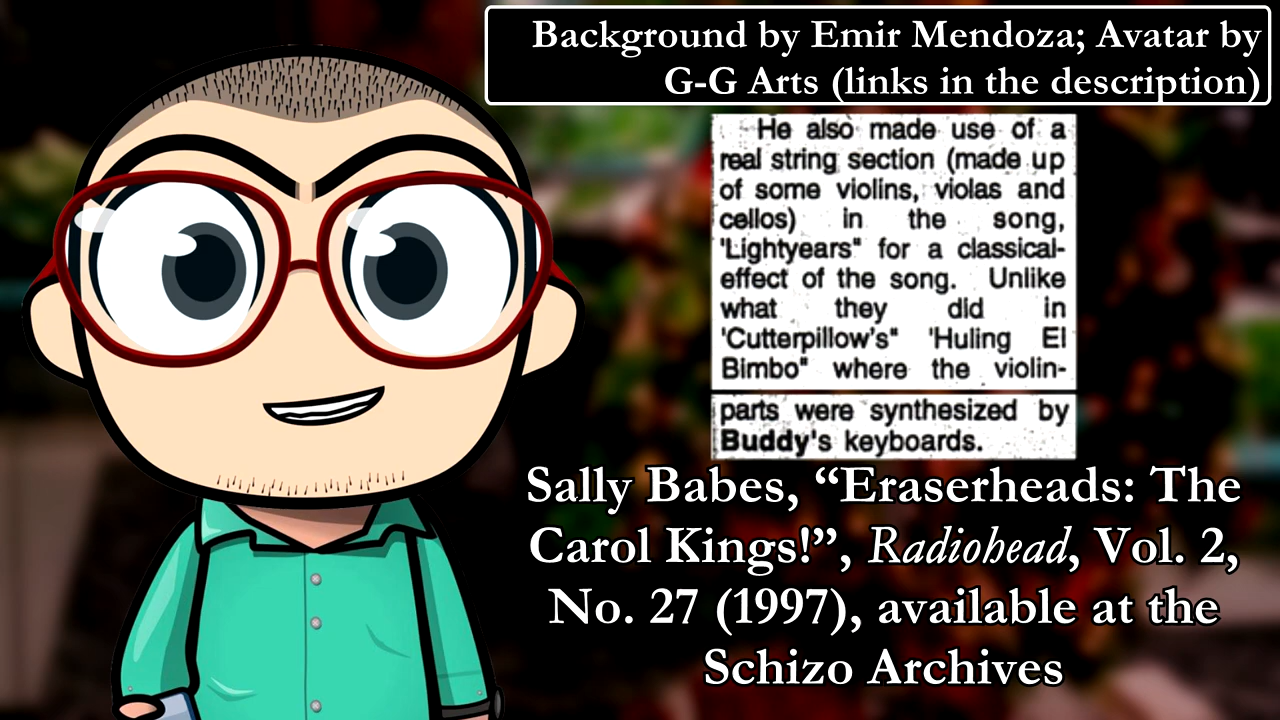 Background by Emir Mendoza; Avatar by
G-G Arts (links in the description)
He also made use of a
real string section (made up
of some violins, violas and
cellos) in the song,
'Lightyears" for a classical-
effect of the song. Unlike
what they did in
'Cutterpillow's" 'Huling El
Bimbo" where the violin-
parts were synthesized by
Buddy's keyboards.
Sally Babes, “Eraserheads: The
Carol Kings!”, Radiohead, Vol. 2,
No. 27 (1997), available at the
Schizo Archives